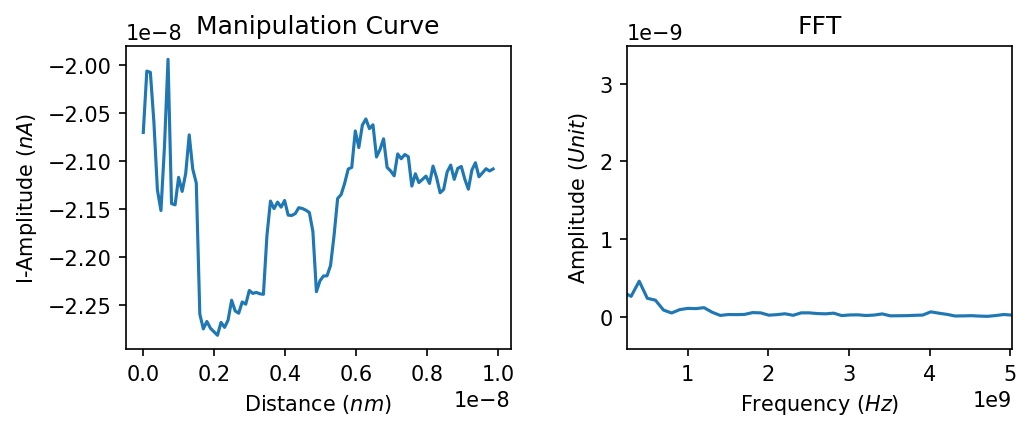 Manipulation Curve
1e−8
I-Amplitude (nA)
−2.00
−2.05
−2.10
−2.15
−2.20
−2.25
0.0 0.2 0.4 0.6 0.8 1.0
1e−8
Distance (nm)
FFT
1e−9
Amplitude (Unit)
3
2
1
0
1 2 3 4 5
1e9
Frequency (Hz)